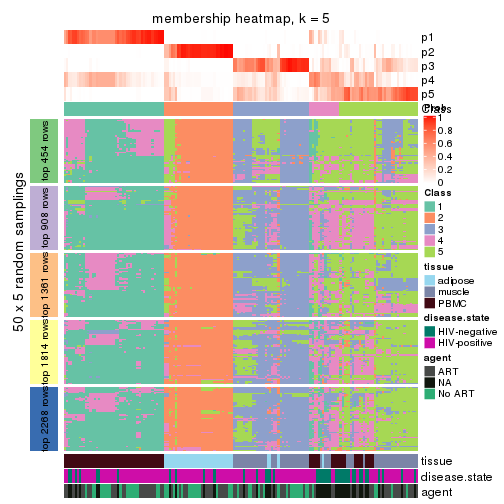 membership heatmap, k = 5
p1
p2
p3
p4
p5
Class
Prob
1
0.8
0.6
0.4
0.2
0
Class
1
2
3
4
5
tissue
adipose
muscle
PBMC
disease.state
HIV-negative
HIV-positive
agent
ART
NA
No ART
50 x 5 random samplings
top 454 rows
top 908 rows
top 1361 rows
top 1814 rows
top 2268 rows
tissue
disease.state
agent